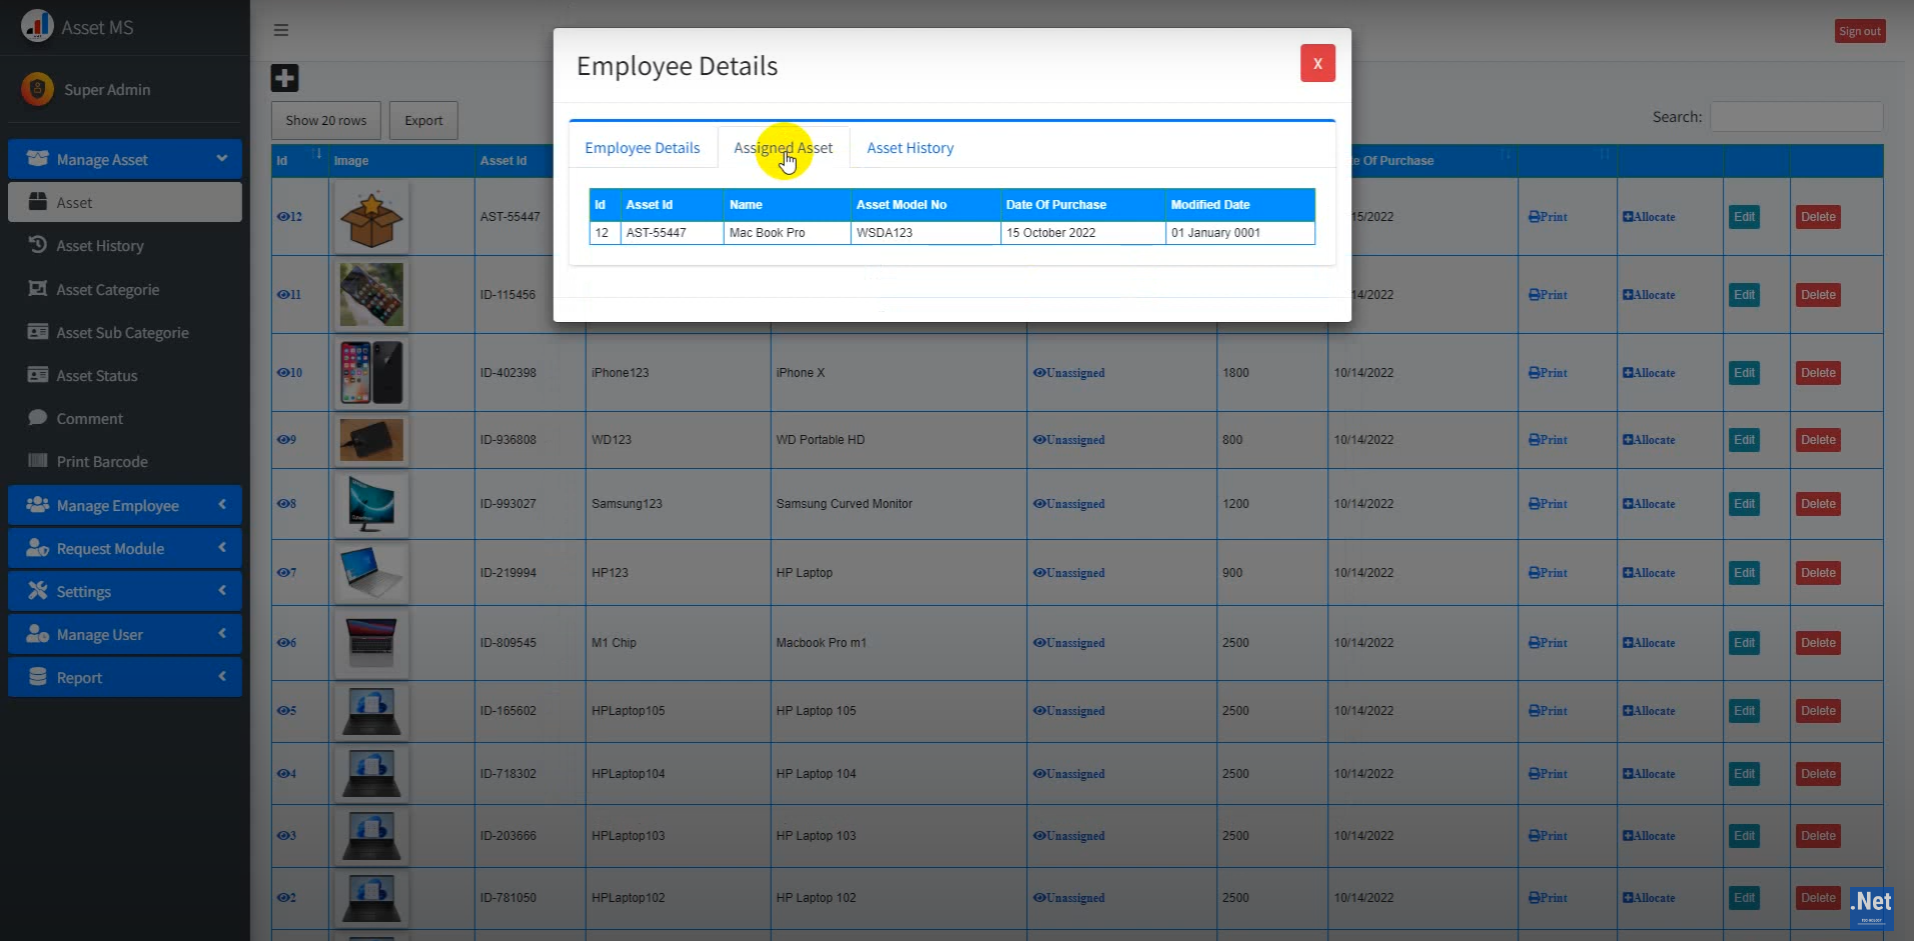 Asset MS
Sign out
Super Admin
Employee Details
X
Show 20 rows
Export
Search:
Manage Asset
Asset
Asset History
Asset Categorie
Asset Sub Categorie
Asset Status
Comment
Print Barcode
Manage Employee
Request Module
Settings
Manage User
Report
Employee Details Assigned Asset Asset History
Id Asset Id Name Asset Model No Date Of Purchase Modified Date
12 AST-55447 Mac Book Pro WSDA123 15 October 2022 01 January 0001
Id Image Asset Id e Of Purchase
12 AST-55447 15/2022 Print Allocate Edit Delete
11 ID-115456 14/2022 Print Allocate Edit Delete
10 ID-402398 iPhone123 iPhone X Unassigned 1800 10/14/2022 Print Allocate Edit Delete
9 ID-936808 WD123 WD Portable HD Unassigned 800 10/14/2022 Print Allocate Edit Delete
8 ID-993027 Samsung123 Samsung Curved Monitor Unassigned 1200 10/14/2022 Print Allocate Edit Delete
7 ID-219994 HP123 HP Laptop Unassigned 900 10/14/2022 Print Allocate Edit Delete
6 ID-809545 M1 Chip Macbook Pro m1 Unassigned 2500 10/14/2022 Print Allocate Edit Delete
5 ID-165602 HPLaptop105 HP Laptop 105 Unassigned 2500 10/14/2022 Print Allocate Edit Delete
4 ID-718302 HPLaptop104 HP Laptop 104 Unassigned 2500 10/14/2022 Print Allocate Edit Delete
3 ID-203666 HPLaptop103 HP Laptop 103 Unassigned 2500 10/14/2022 Print Allocate Edit Delete
2 ID-781050 HPLaptop102 HP Laptop 102 Unassigned 2500 10/14/2022 Print Allocate Edit Delete
.Net